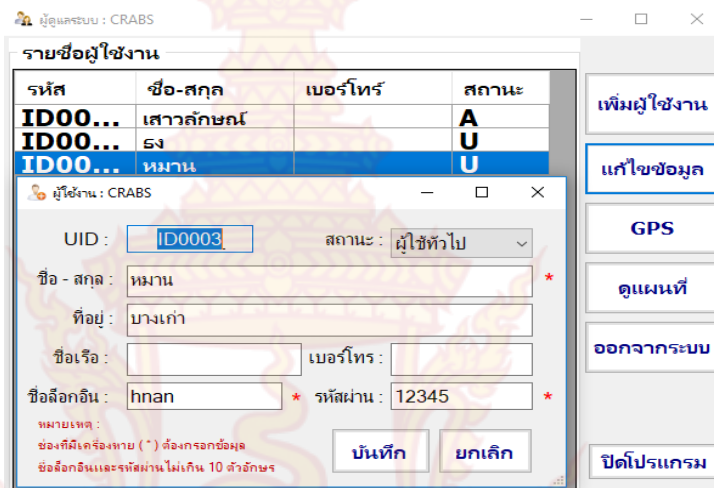 ผู้ดูแลระบบ : CRABS
รายชื่อผู้ใช้งาน
รหัส ชื่อ-สกุล เบอร์โทร์ สถานะ
ID00... เสาวลักษณ์ A
ID00... ธง U
ID00... หมาน U
เพิ่มผู้ใช้งาน
แก้ไขข้อมูล
GPS
ดูแผนที่
ออกจากระบบ
ปิดโปรแกรม
ผู้ใช้งาน : CRABS
UID : ID0003 สถานะ : ผู้ใช้ทั่วไป
ชื่อ - สกุล : หมาน *
ที่อยู่ : บางเก่า
ชื่อเรือ : เบอร์โทร :
ชื่อล็อกอิน : hnan * รหัสผ่าน : 12345 *
หมายเหตุ :
ช่องที่มีเครื่องหาย ( * ) ต้องกรอกข้อมูล
ชื่อล็อกอินและรหัสผ่านไม่เกิน 10 ตัวอักษร
บันทึก ยกเลิก